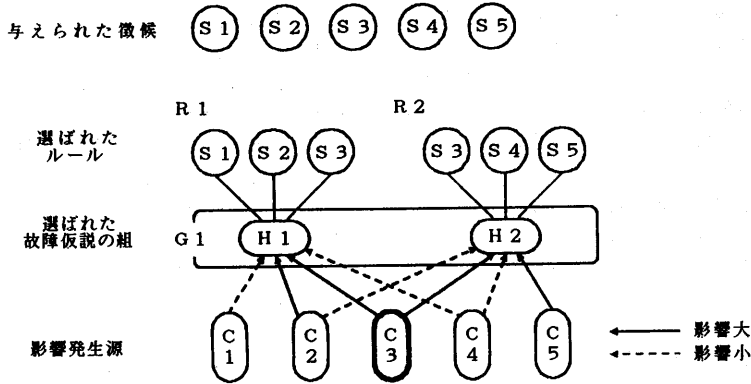 与えられた徴候 S1 S2 S3 S4 S5
R1 R2
選ばれた
ルール
S1 S2 S3 S3 S4 S5
選ばれた
故障仮説の組
G1 H1 H2
影響発生源
C1 C2 C3 C4 C5
影響大
影響小